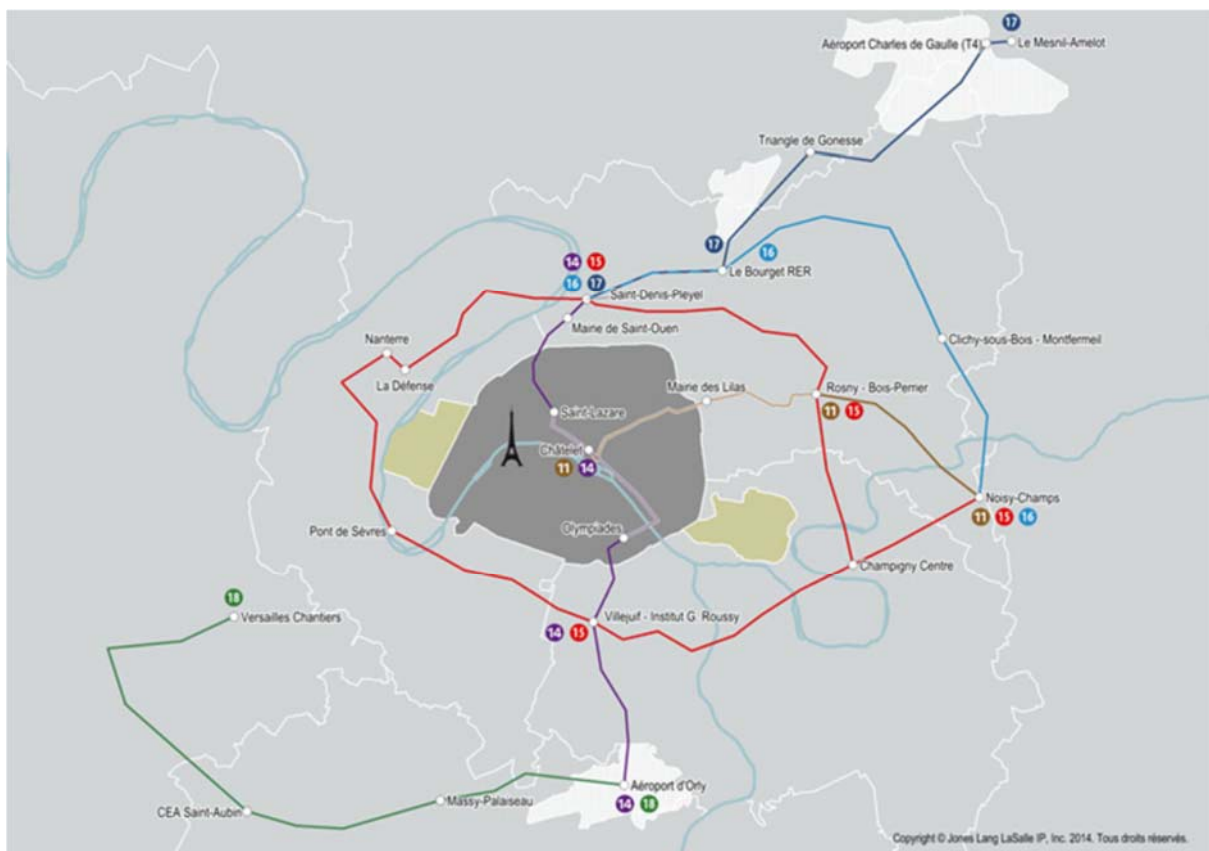 17
Aéroport Charles de Gaulle (T4)
Le Mesnil-Amelot
Triangle de Gonesse
17
16
Le Bourget RER
14 15
16 17
Saint-Denis-Pleyel
Mairie de Saint-Ouen
Nanterre
La Défense
Clichy-sous-Bois - Montfermeil
Mairie des Lilas
Rosny - Bois-Perrier
11 15
Saint-Lazare
Châtelet
11 14
Noisy-Champs
11 15 16
Pont de Sèvres
Olympiades
Champigny Centre
18
Versailles Chantiers
Villejuif - Institut G. Roussy
14 15
Aéroport d'Orly
14 18
Massy-Palaiseau
CEA Saint-Aubin
Copyright © Jones Lang LaSalle IP, Inc. 2014. Tous droits réservés.